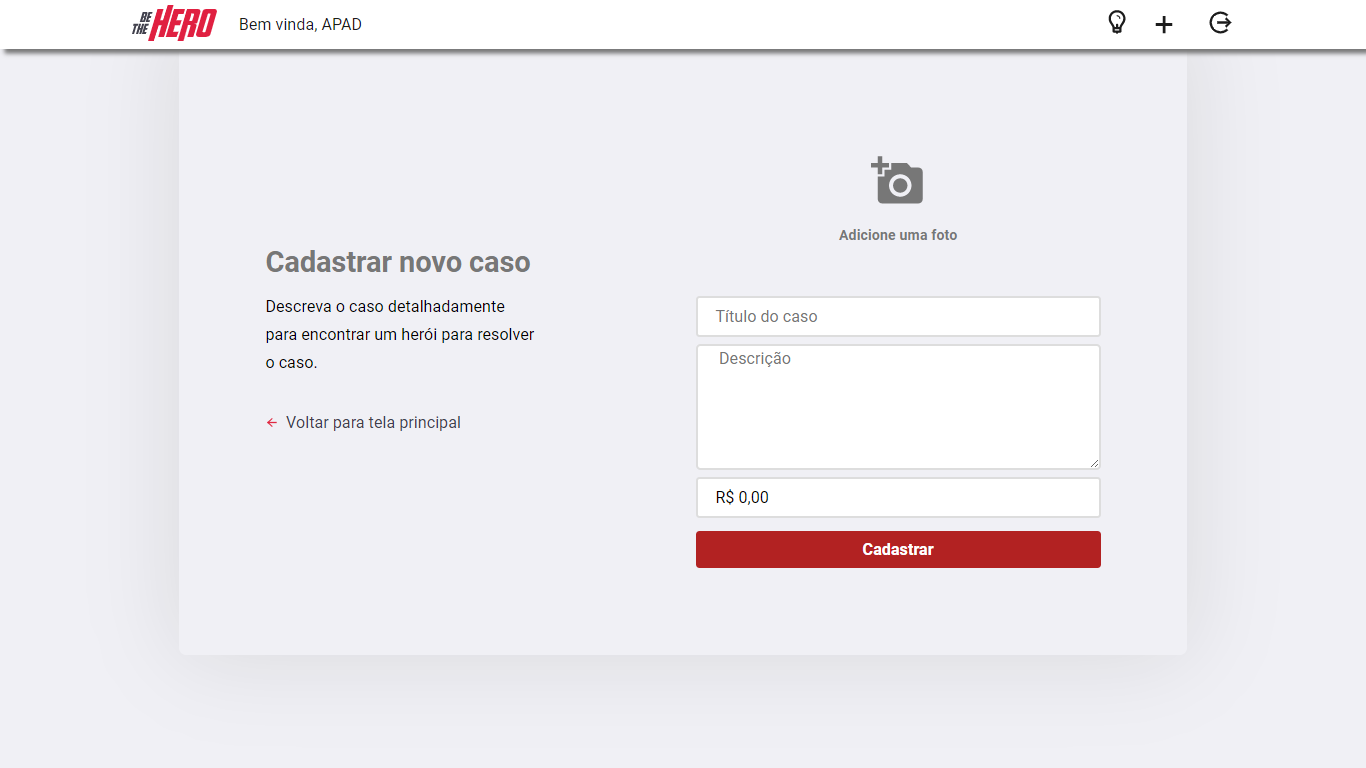 BE THE HERO
Bem vinda, APAD
Adicione uma foto
Cadastrar novo caso
Descreva o caso detalhadamente
para encontrar um herói para resolver
o caso.
Voltar para tela principal
Título do caso
Descrição
R$ 0,00
Cadastrar